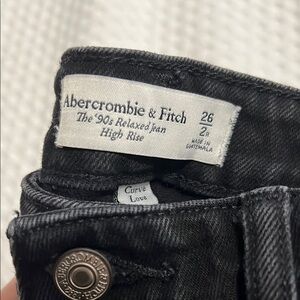 Abercrombie & Fitch
The '90s Relaxed Jean
High Rise
26
2R
MADE IN
GUATEMALA
Curve
Love